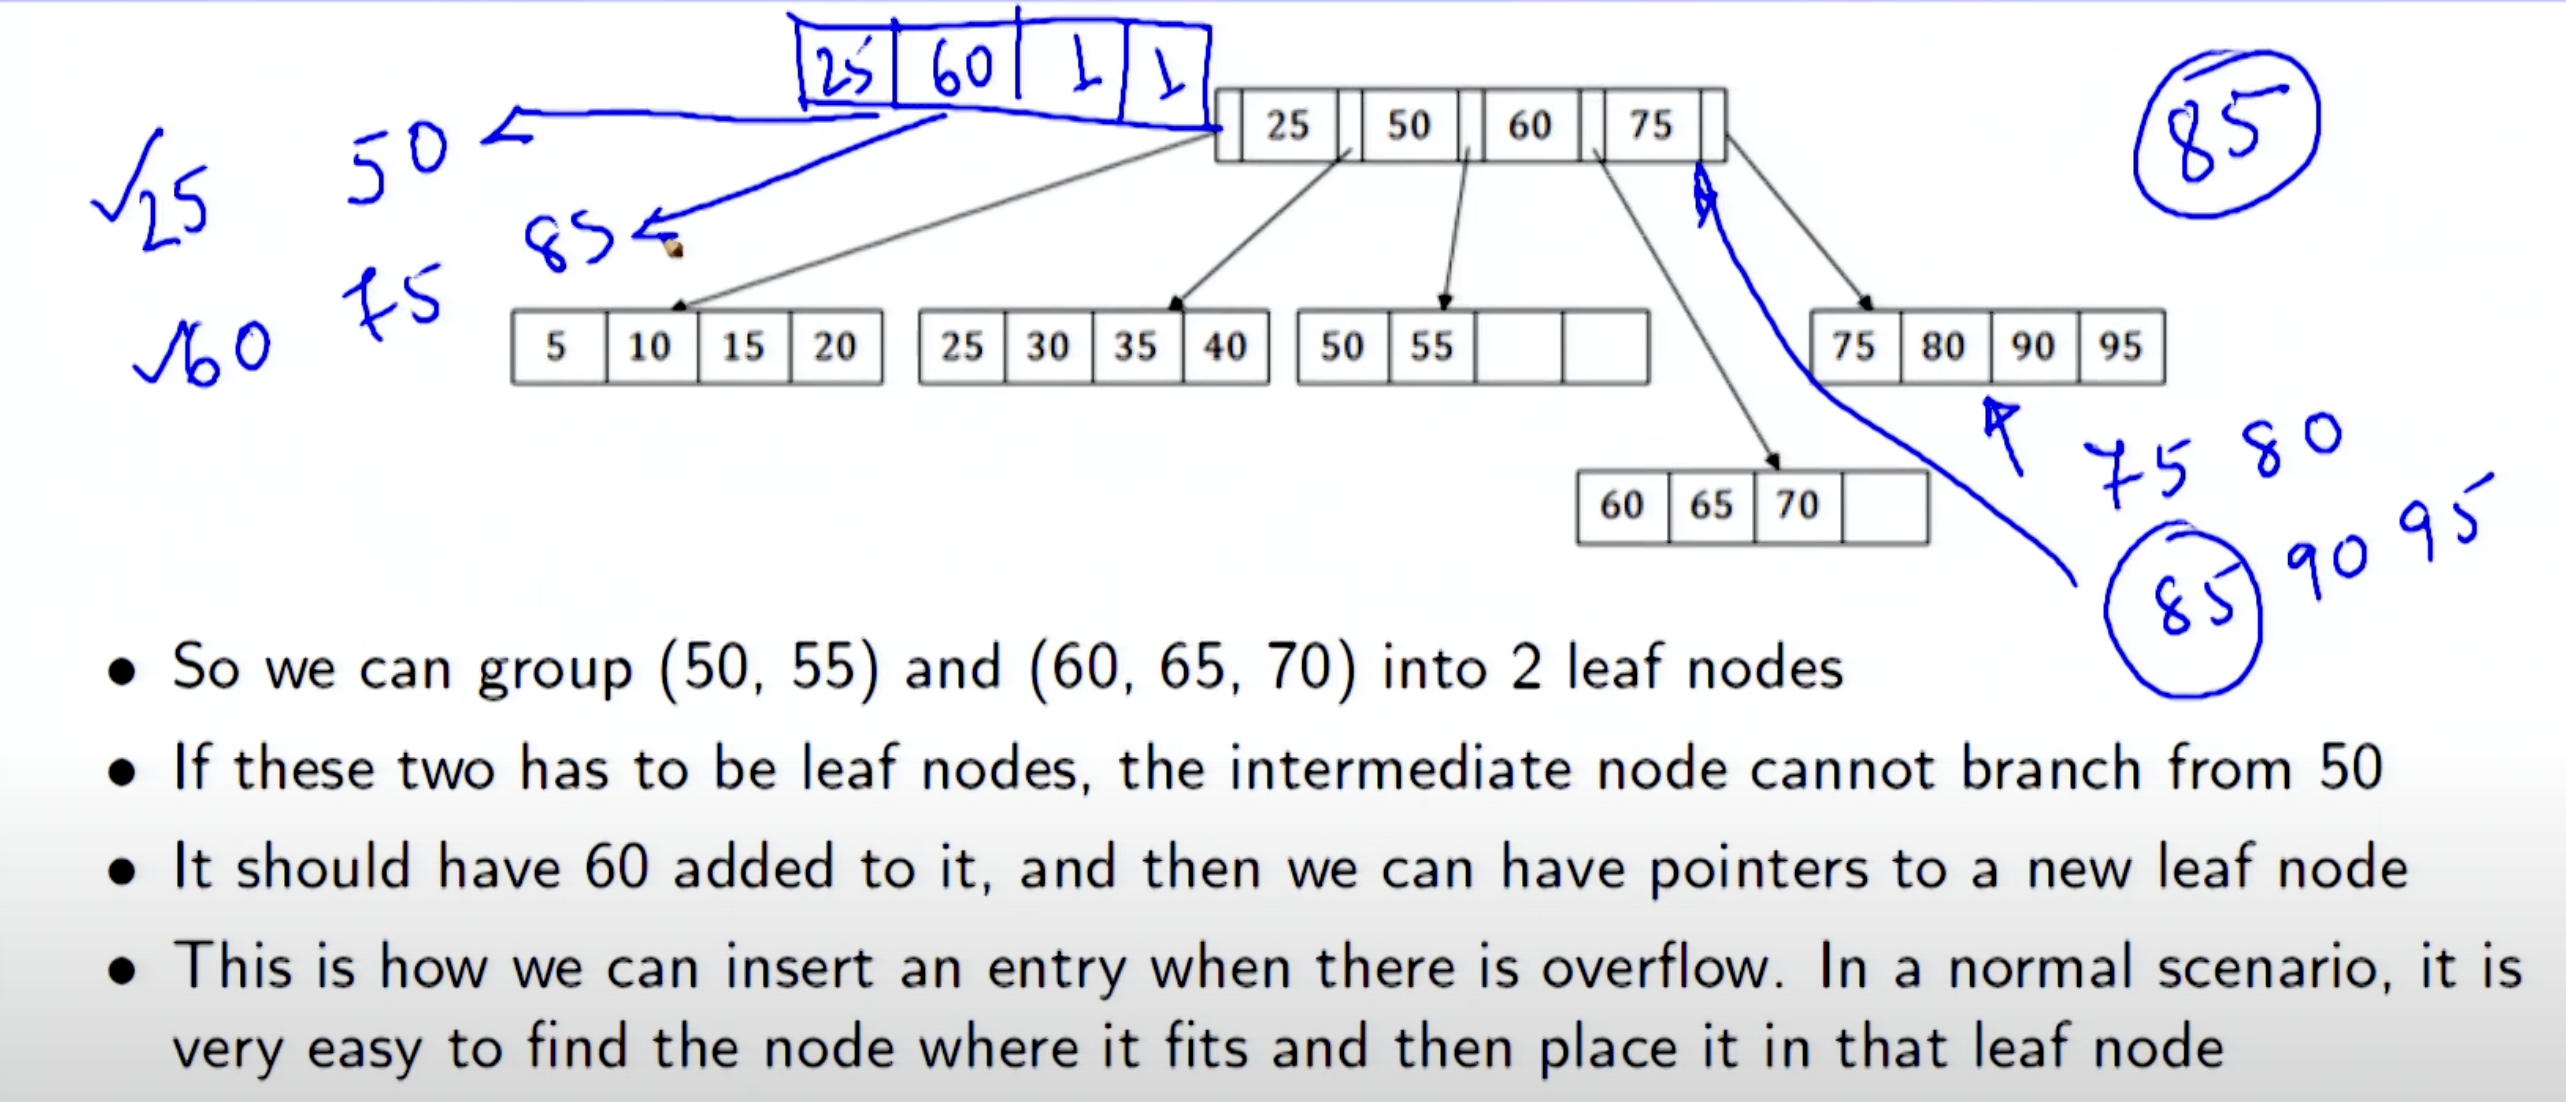 25 60 1 1
25 50 60 75
85
50
√25
85
75
√60
5 10 15 20
25 30 35 40
50 55
75 80 90 95
75 80
60 65 70
85 90 95
• So we can group (50, 55) and (60, 65, 70) into 2 leaf nodes
• If these two has to be leaf nodes, the intermediate node cannot branch from 50
• It should have 60 added to it, and then we can have pointers to a new leaf node
• This is how we can insert an entry when there is overflow. In a normal scenario, it is
very easy to find the node where it fits and then place it in that leaf node